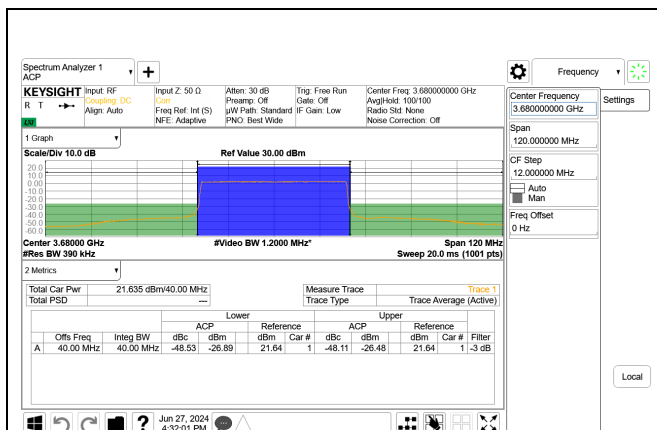 Spectrum Analyzer 1
ACP
+
Frequency
KEYSIGHT
R T
LXI
Input: RF
Coupling: DC
Align: Auto
Input Z: 50 Ω
Corr
Freq Ref: Int (S)
NFE: Adaptive
Atten: 30 dB
Preamp: Off
µW Path: Standard
PNO: Best Wide
Trig: Free Run
Gate: Off
IF Gain: Low
Center Freq: 3.680000000 GHz
Avg|Hold: 100/100
Radio Std: None
Noise Correction: Off
Center Frequency
3.680000000 GHz
Settings
Span
120.000000 MHz
CF Step
12.000000 MHz
Auto
Man
Freq Offset
0 Hz
Local
1 Graph
Scale/Div 10.0 dB
Ref Value 30.00 dBm
20.0
10.0
0.00
-10.0
-20.0
-30.0
-40.0
-50.0
-60.0
Center 3.68000 GHz
#Video BW 1.2000 MHz*
Span 120 MHz
#Res BW 390 kHz
Sweep 20.0 ms (1001 pts)
2 Metrics
Total Car Pwr 21.635 dBm/40.00 MHz
Total PSD ---
Measure Trace Trace 1
Trace Type Trace Average (Active)
Lower Upper
ACP Reference ACP Reference
Offs Freq Integ BW dBc dBm dBm Car # dBc dBm dBm Car # Filter
A 40.00 MHz 40.00 MHz -48.53 -26.89 21.64 1 -48.11 -26.48 21.64 1 -3 dB
?
Jun 27, 2024
4:32:01 PM